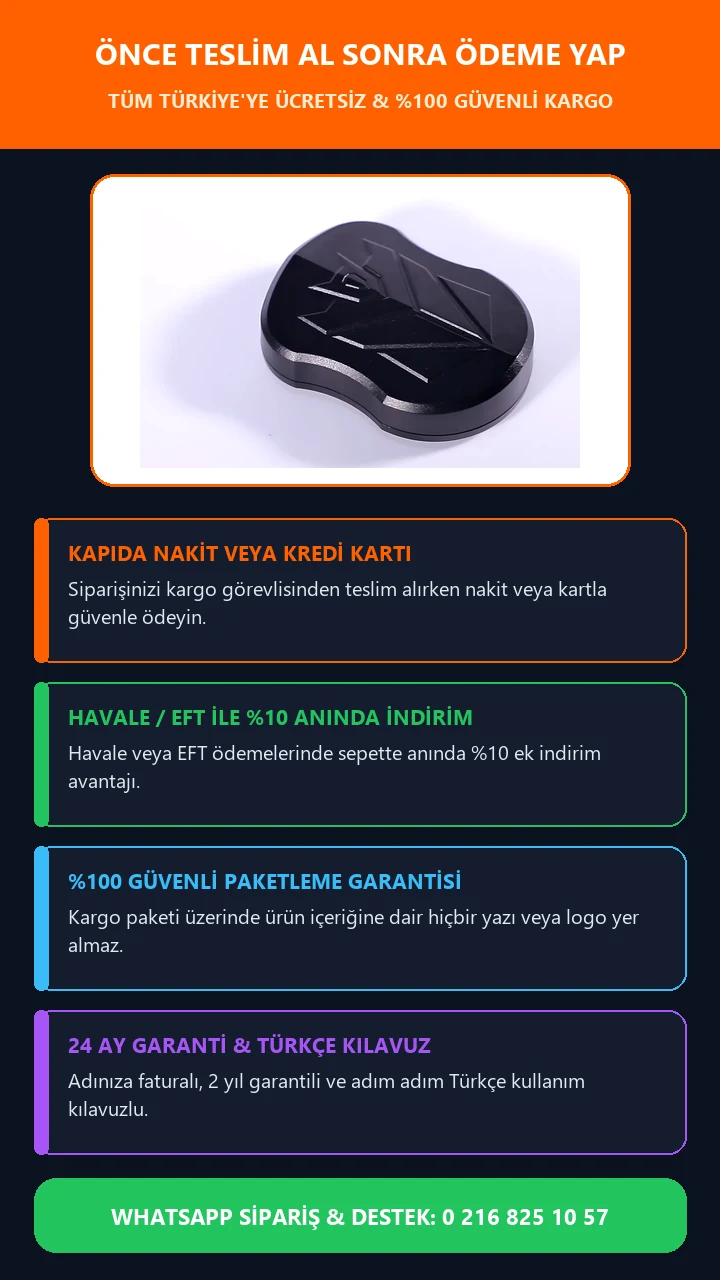 ÖNCE TESLİM AL SONRA ÖDEME YAP
TÜM TÜRKİYE'YE ÜCRETSİZ & %100 GÜVENLİ KARGO
KAPIDA NAKİT VEYA KREDİ KARTI
Siparişinizi kargo görevlisinden teslim alırken nakit veya kartla
güvenle ödeyin.
HAVALE / EFT İLE %10 ANINDA İNDİRİM
Havale veya EFT ödemelerinde sepette anında %10 ek indirim
avantajı.
%100 GÜVENLİ PAKETLEME GARANTİSİ
Kargo paketi üzerinde ürün içeriğine dair hiçbir yazı veya logo yer
almaz.
24 AY GARANTİ & TÜRKÇE KILAVUZ
Adınıza faturalı, 2 yıl garantili ve adım adım Türkçe kullanım
kılavuzlu.
WHATSAPP SİPARİŞ & DESTEK: 0 216 825 10 57